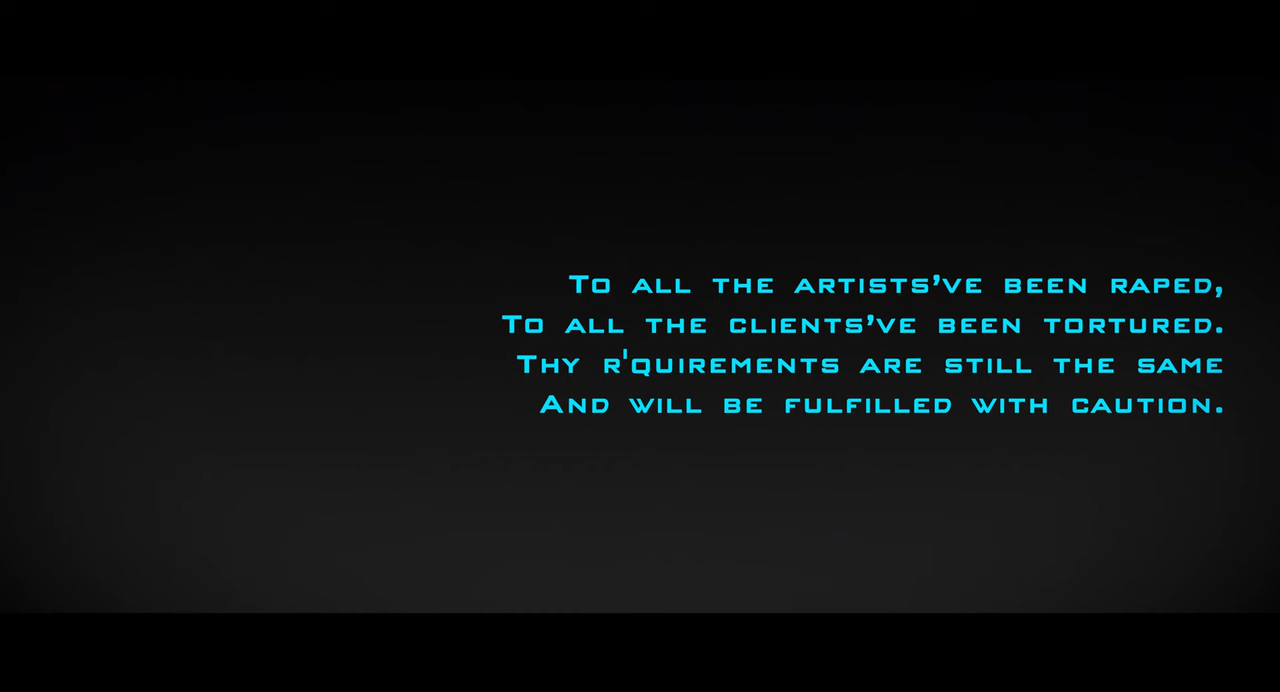 To all the artists’ve been raped,
To all the clients’ve been tortured.
Thy r'quirements are still the same
And will be fulfilled with caution.